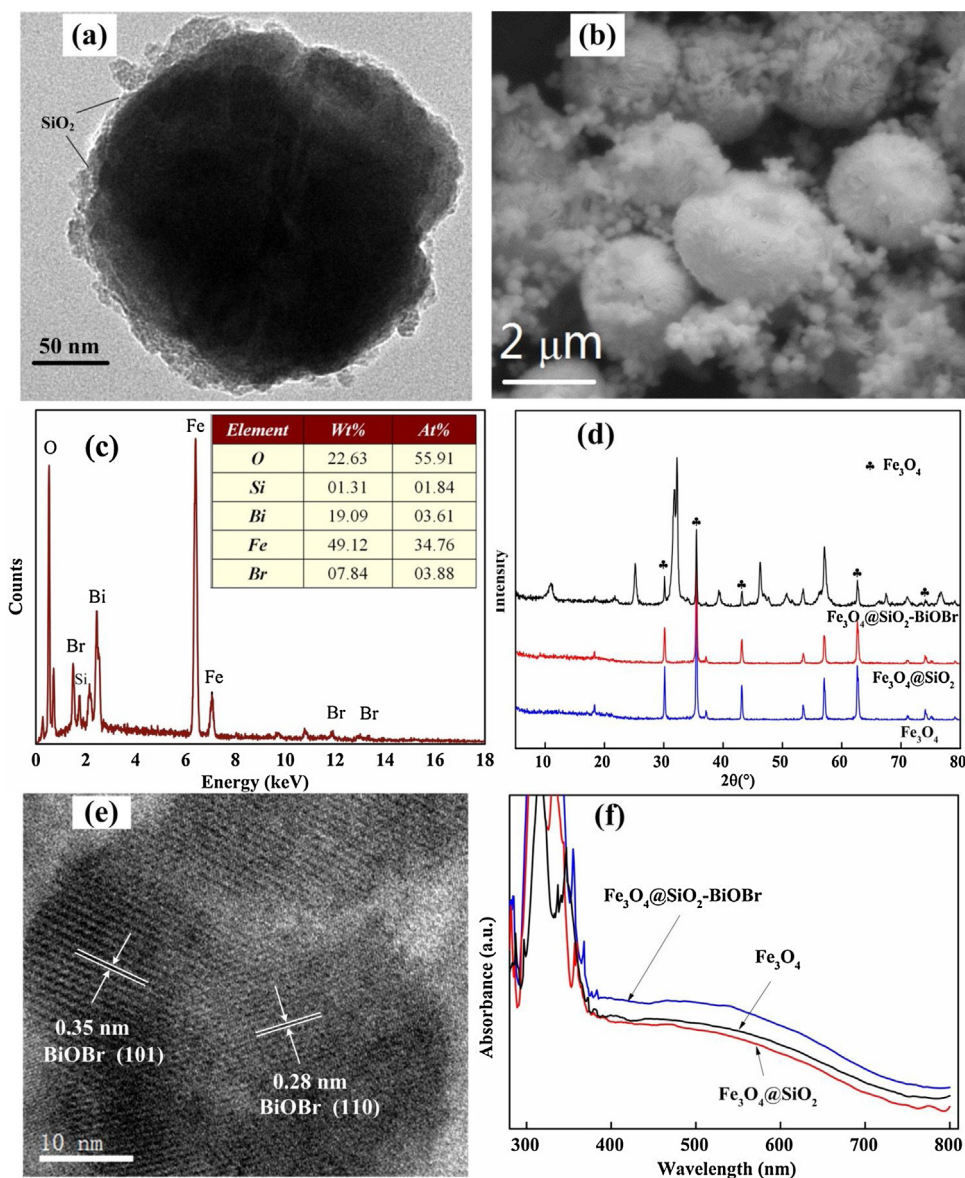 (a)
SiO₂
50 nm
(b)
2 μm
(c)
O
Br
Si
Bi
Fe
Fe
Br
Br
Element Wt% At%
O 22.63 55.91
Si 01.31 01.84
Bi 19.09 03.61
Fe 49.12 34.76
Br 07.84 03.88
Counts
0 2 4 6 8 10 12 14 16 18
Energy (keV)
(d)
♣ Fe₃O₄
♣ ♣ ♣ ♣ ♣
Fe₃O₄@SiO₂-BiOBr
Fe₃O₄@SiO₂
Fe₃O₄
Intensity
10 20 30 40 50 60 70 80
2θ(°)
(e)
0.35 nm
BiOBr (101)
0.28 nm
BiOBr (110)
10 nm
(f)
Fe₃O₄@SiO₂-BiOBr
Fe₃O₄
Fe₃O₄@SiO₂
Absorbance (a.u.)
300 400 500 600 700 800
Wavelength (nm)